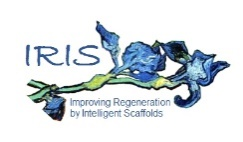 IRIS
Improving Regeneration
by Intelligent Scaffolds